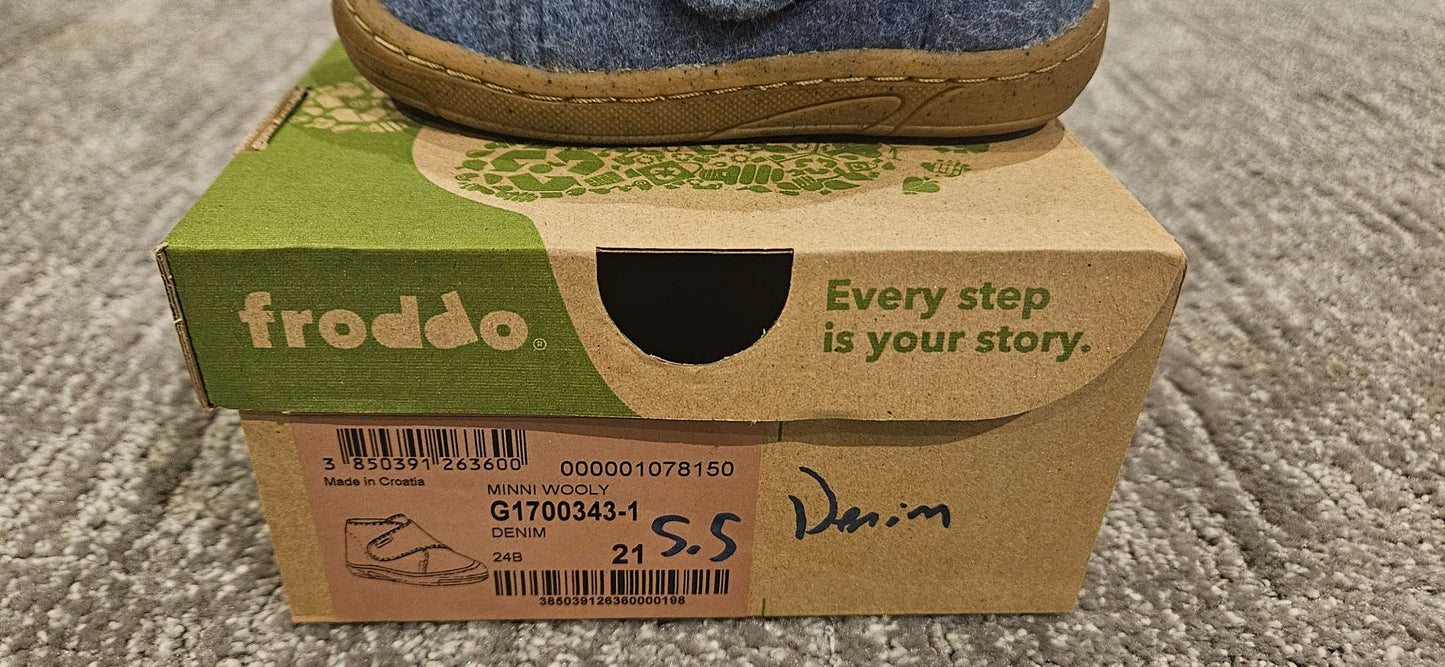 froddo®
Every step
is your story.
3 850391 263600
000001078150
Made in Croatia
MINNI WOOLY
G1700343-1
DENIM
24B
21
5.5
Denim
385039126360000198